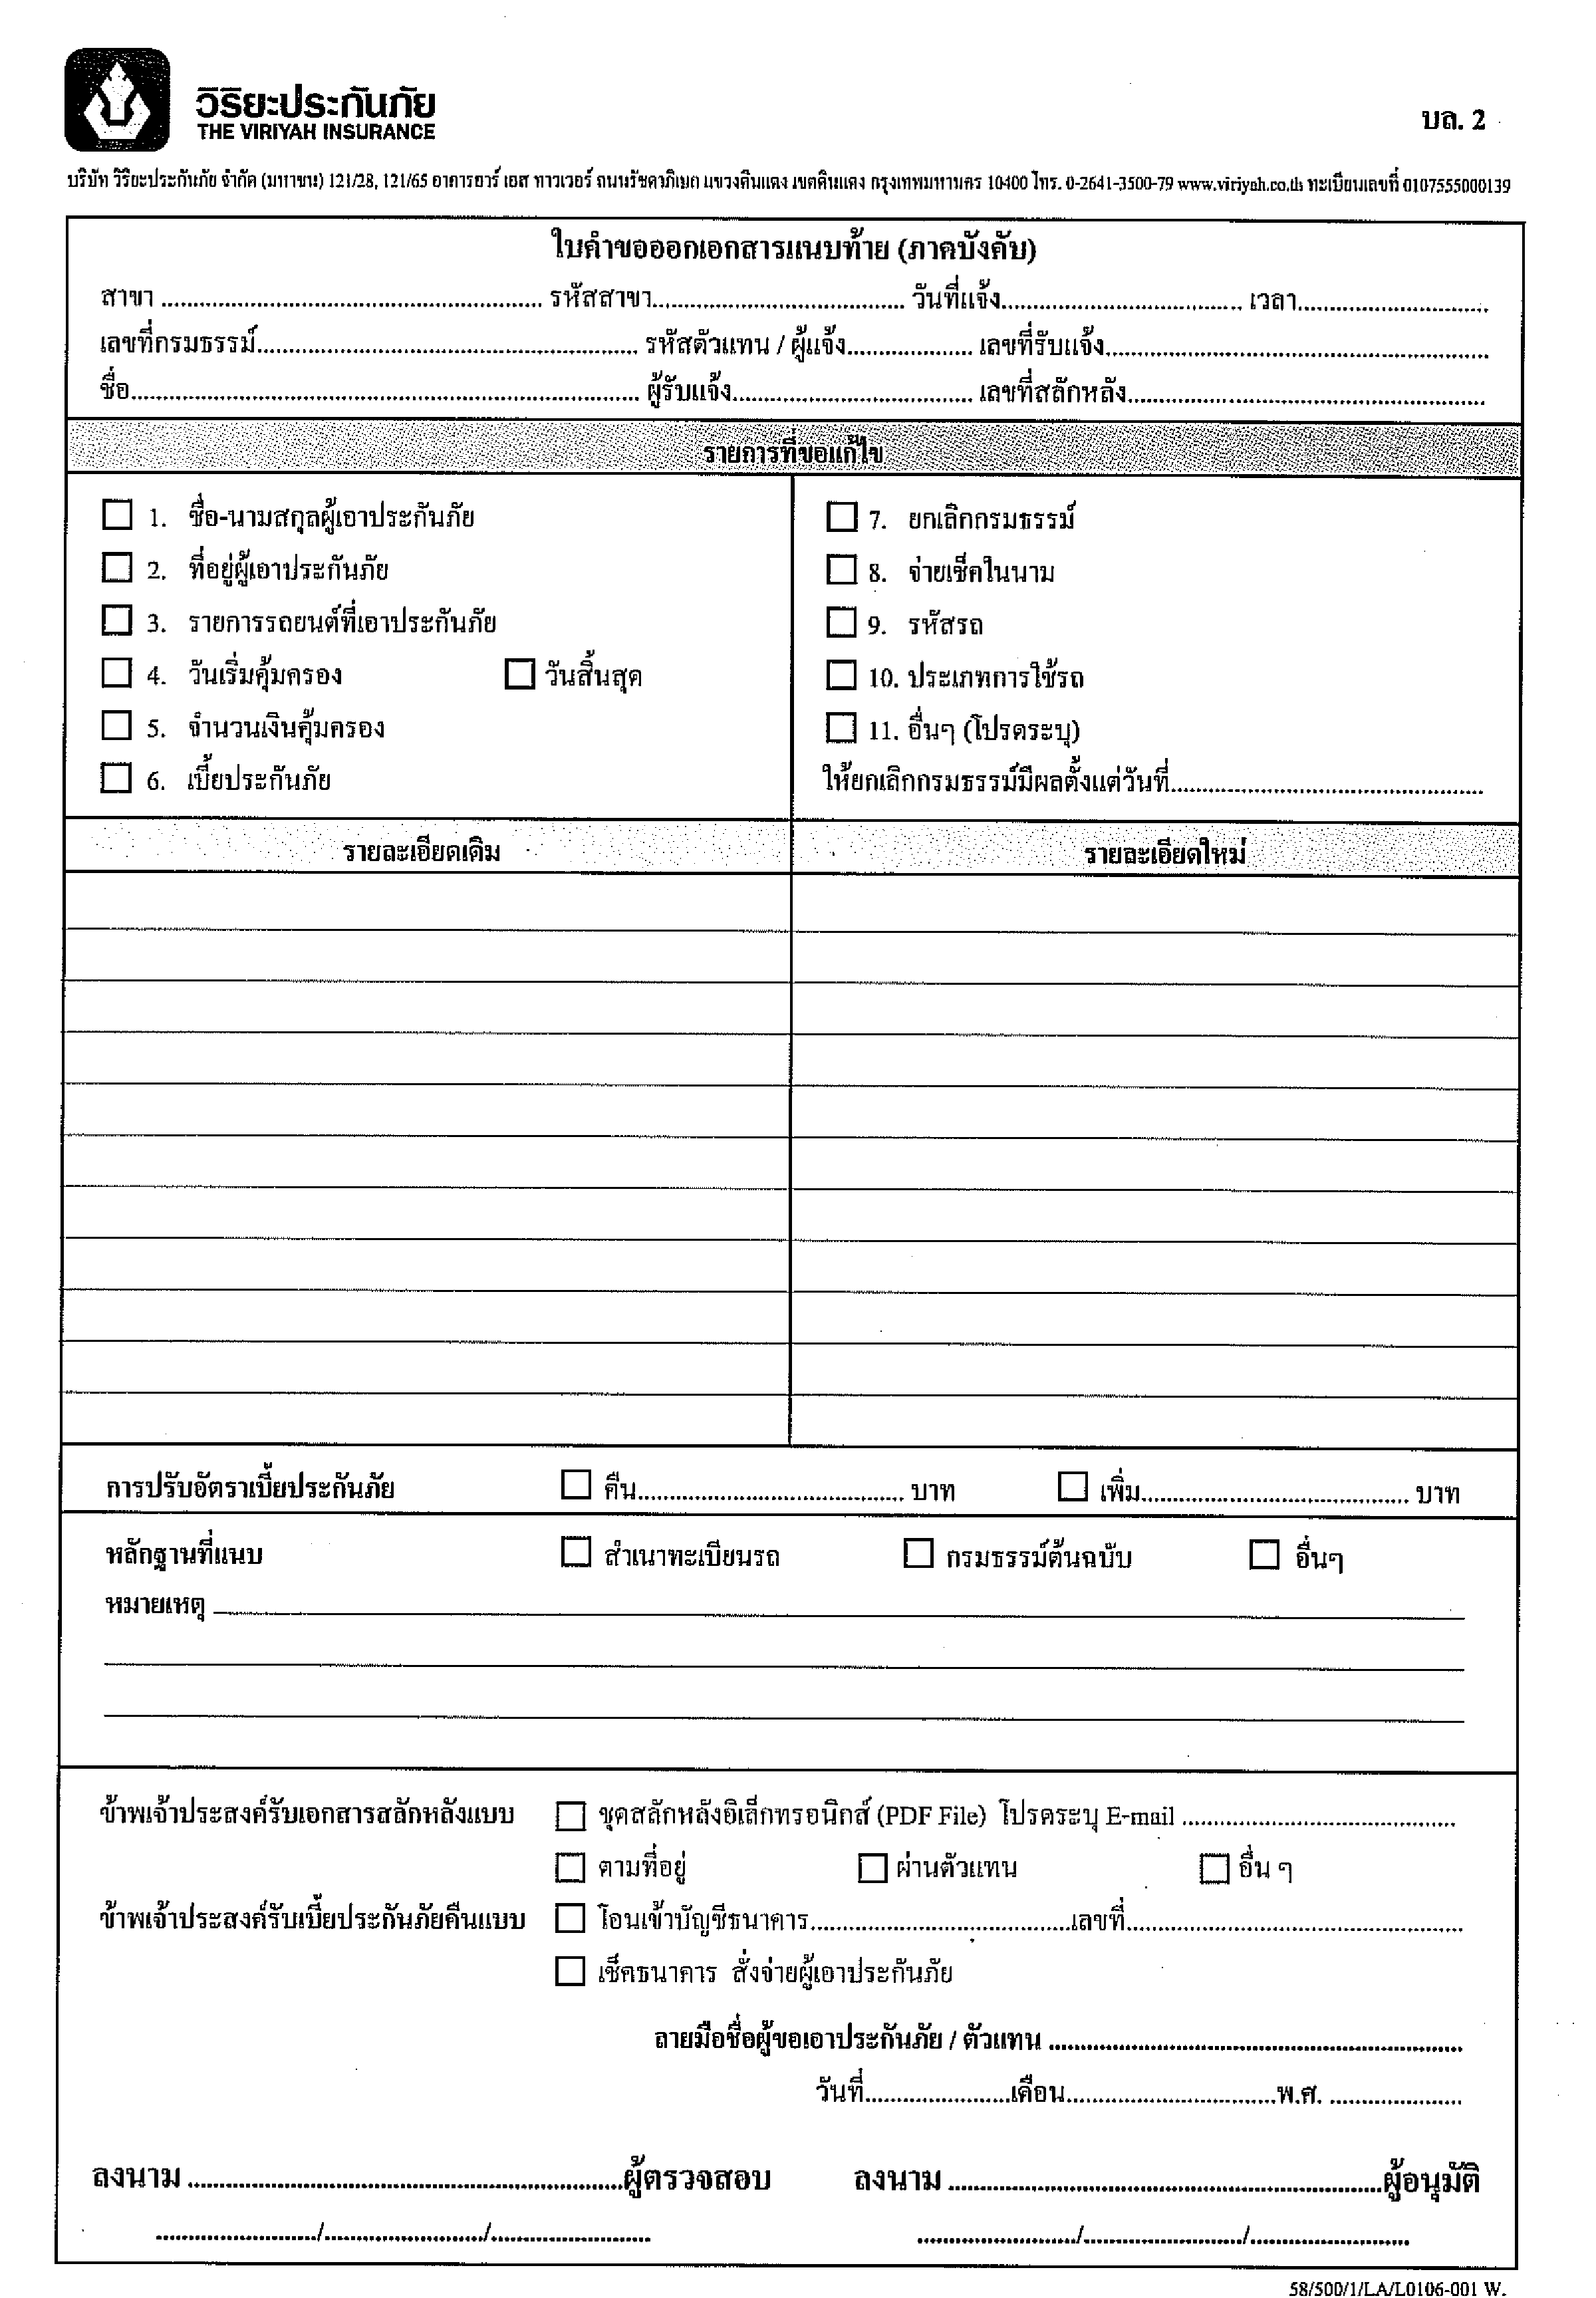 วิริยะประกันภัย
THE VIRIYAH INSURANCE
บล. 2
บริษัท วิริยะประกันภัย จำกัด (มหาชน) 121/28, 121/65 อาคารอาร์ เอส ทาวเวอร์ ถนนรัชดาภิเษก แขวงดินแดง เขตดินแดง กรุงเทพมหานคร 10400 โทร. 0-2641-3500-79 www.viriyah.co.th ทะเบียนเลขที่ 0107555000139
ใบคำขอออกเอกสารแนบท้าย (ภาคบังคับ)
สาขา ........................ รหัสสาขา........................ วันที่แจ้ง........................ เวลา........................
เลขที่กรมธรรม์........................ รหัสตัวแทน / ผู้แจ้ง................ เลขที่รับแจ้ง........................
ชื่อ........................ ผู้รับแจ้ง........................ เลขที่สลักหลัง........................
รายการที่ขอแก้ไข
1. ชื่อ-นามสกุลผู้เอาประกันภัย
2. ที่อยู่ผู้เอาประกันภัย
3. รายการรถยนต์ที่เอาประกันภัย
4. วันเริ่มคุ้มครอง วันสิ้นสุด
5. จำนวนเงินคุ้มครอง
6. เบี้ยประกันภัย
7. ยกเลิกกรมธรรม์
8. จ่ายเช็คในนาม
9. รหัสรถ
10. ประเภทการใช้รถ
11. อื่นๆ (โปรดระบุ)
ให้ยกเลิกกรมธรรม์มีผลตั้งแต่วันที่........................
รายละเอียดเดิม รายละเอียดใหม่
การปรับอัตราเบี้ยประกันภัย คืน........................ บาท เพิ่ม........................ บาท
หลักฐานที่แนบ สำเนาทะเบียนรถ กรมธรรม์ต้นฉบับ อื่นๆ
หมายเหตุ
ข้าพเจ้าประสงค์รับเอกสารสลักหลังแบบ ชุดสลักหลังอิเล็กทรอนิกส์ (PDF File) โปรดระบุ E-mail ........................
ตามที่อยู่ ผ่านตัวแทน อื่น ๆ
ข้าพเจ้าประสงค์รับเบี้ยประกันภัยคืนแบบ โอนเข้าบัญชีธนาคาร........................เลขที่........................
เช็คธนาคาร สั่งจ่ายผู้เอาประกันภัย
ลายมือชื่อผู้ขอเอาประกันภัย / ตัวแทน ........................
วันที่................เดือน........................พ.ศ. ................
ลงนาม ........................ผู้ตรวจสอบ ลงนาม ........................ผู้อนุมัติ
................/................/................ ................/................/................
58/500/1/LA/L0106-001 W.